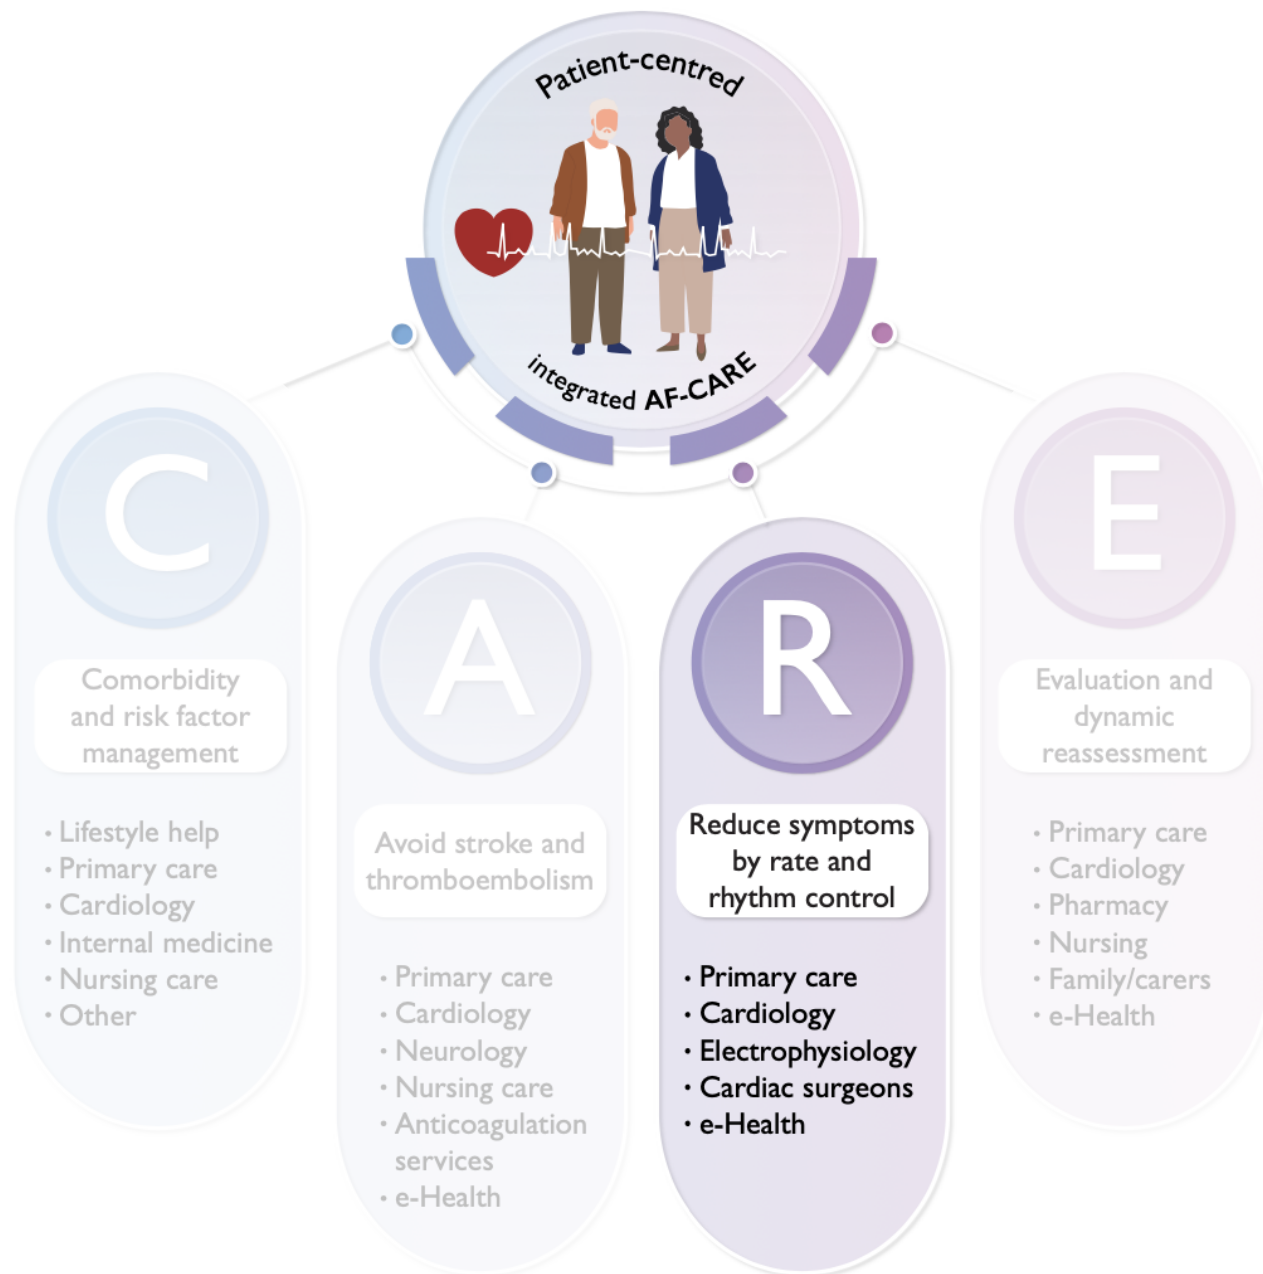 Patient-centred
integrated AF-CARE
C
Comorbidity
and risk factor
management
• Lifestyle help
• Primary care
• Cardiology
• Internal medicine
• Nursing care
• Other
A
Avoid stroke and
thromboembolism
• Primary care
• Cardiology
• Neurology
• Nursing care
• Anticoagulation
services
• e-Health
R
Reduce symptoms
by rate and
rhythm control
• Primary care
• Cardiology
• Electrophysiology
• Cardiac surgeons
• e-Health
E
Evaluation and
dynamic
reassessment
• Primary care
• Cardiology
• Pharmacy
• Nursing
• Family/carers
• e-Health